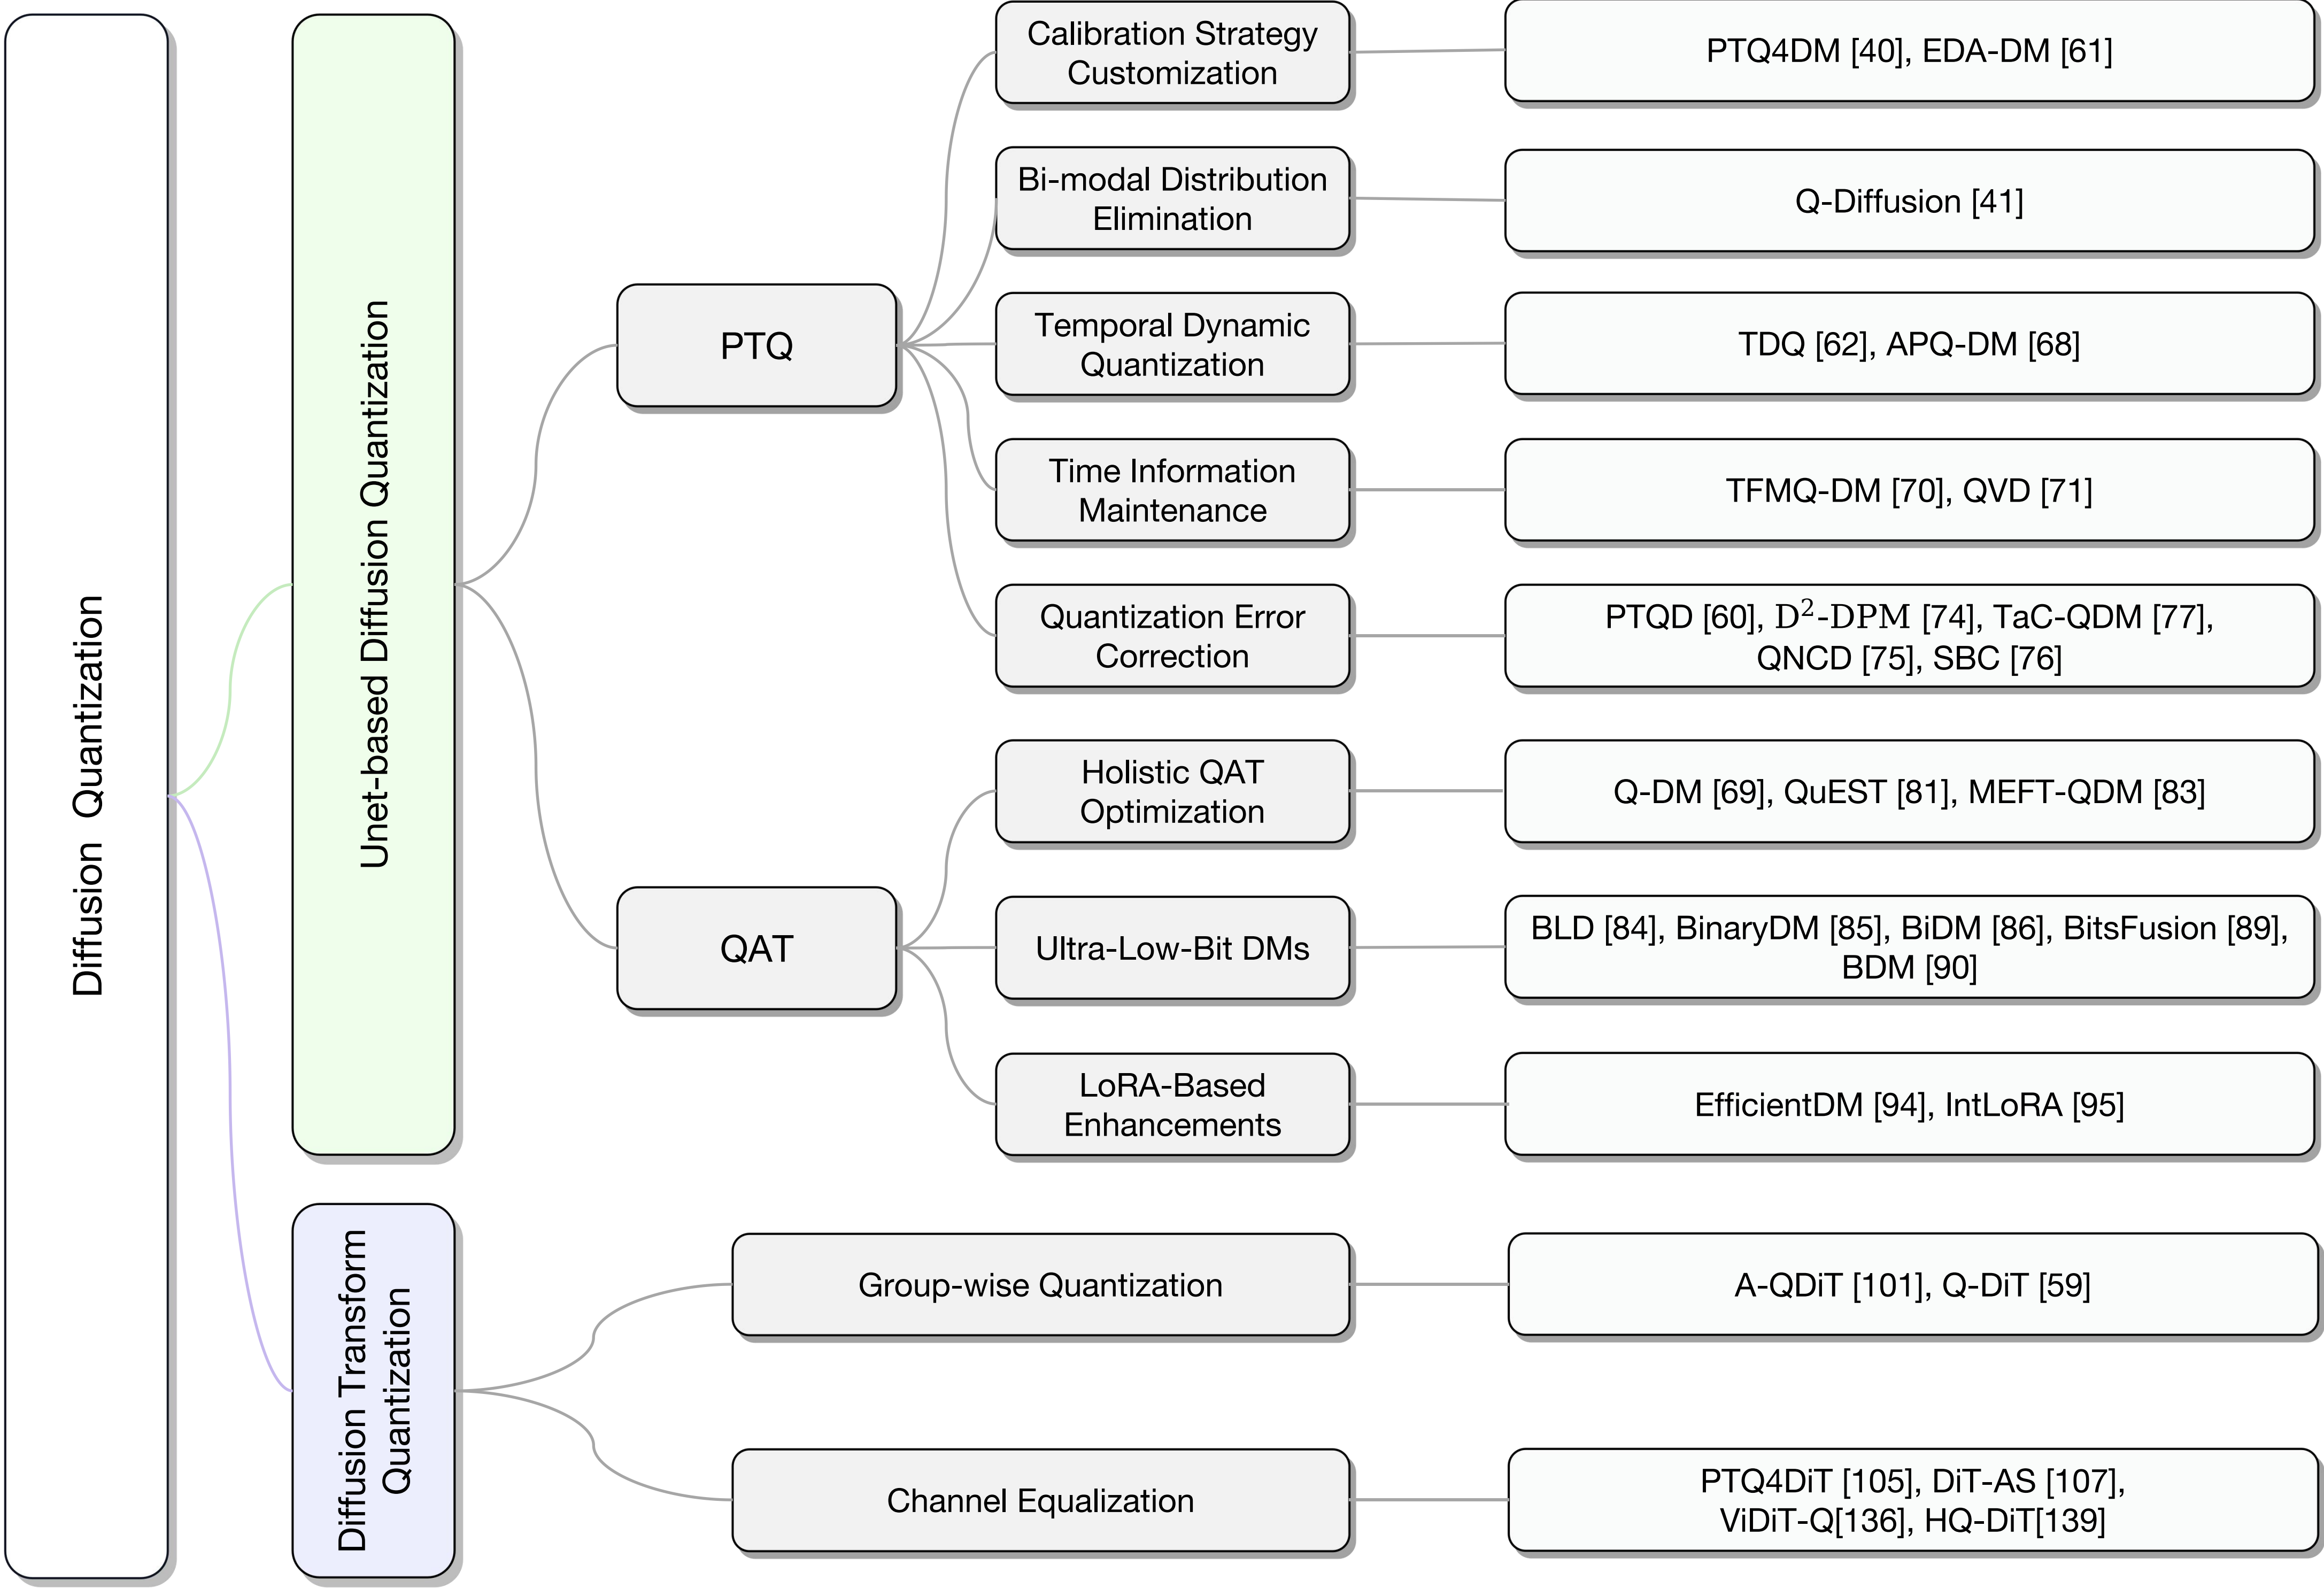 Diffusion Quantization
Unet-based Diffusion Quantization
PTQ
Calibration Strategy
Customization
PTQ4DM [40], EDA-DM [61]
Bi-modal Distribution
Elimination
Q-Diffusion [41]
Temporal Dynamic
Quantization
TDQ [62], APQ-DM [68]
Time Information
Maintenance
TFMQ-DM [70], QVD [71]
Quantization Error
Correction
PTQD [60], D²-DPM [74], TaC-QDM [77],
QNCD [75], SBC [76]
QAT
Holistic QAT
Optimization
Q-DM [69], QuEST [81], MEFT-QDM [83]
Ultra-Low-Bit DMs
BLD [84], BinaryDM [85], BiDM [86], BitsFusion [89],
BDM [90]
LoRA-Based
Enhancements
EfficientDM [94], IntLoRA [95]
Diffusion Transform
Quantization
Group-wise Quantization
A-QDiT [101], Q-DiT [59]
Channel Equalization
PTQ4DiT [105], DiT-AS [107],
ViDiT-Q[136], HQ-DiT[139]